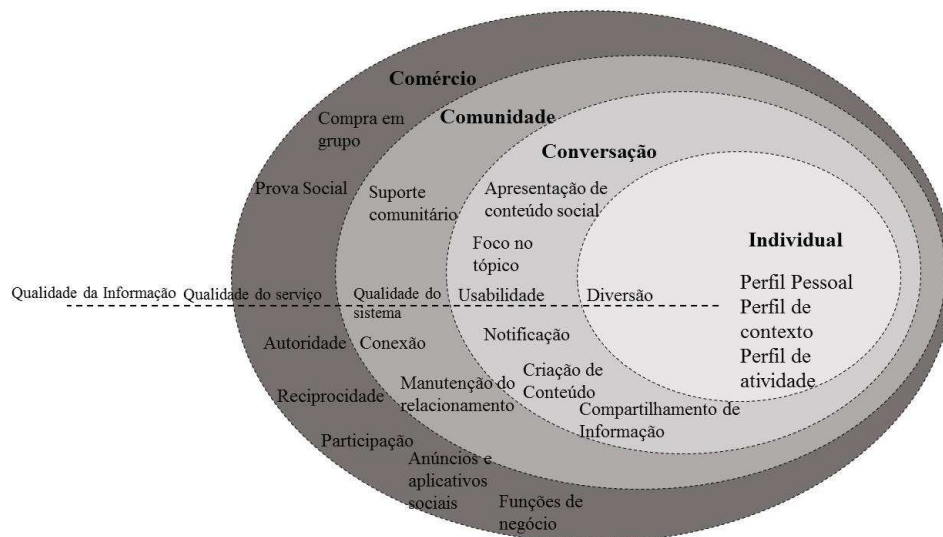 Comércio
Compra em
grupo
Prova Social
Autoridade
Reciprocidade
Participação
Anúncios e
aplicativos
sociais
Funções de
negócio
Comunidade
Suporte
comunitário
Conexão
Manutenção do
relacionamento
Conversação
Apresentação de
conteúdo social
Foco no
tópico
Notificação
Criação de
Conteúdo
Compartilhamento de
Informação
Individual
Perfil Pessoal
Perfil de
contexto
Perfil de
atividade
Qualidade da Informação
Qualidade do serviço
Qualidade do
sistema
Usabilidade
Diversão